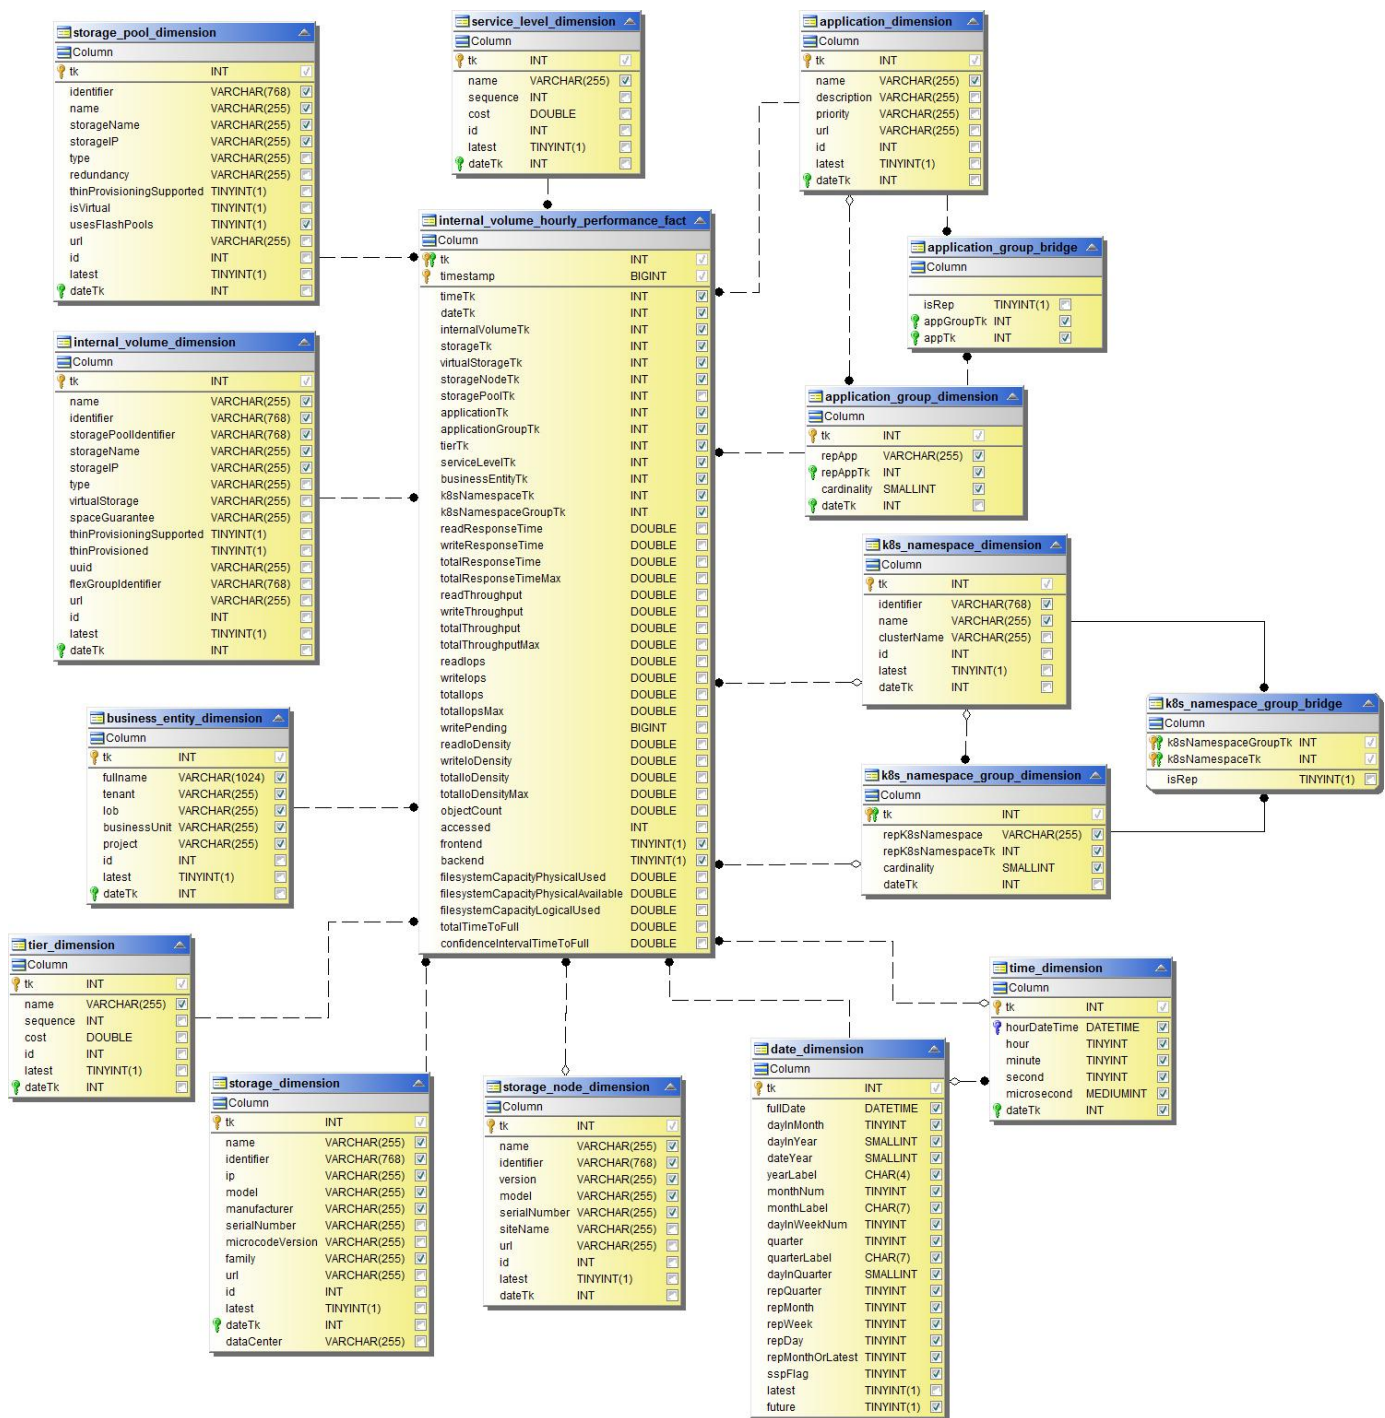 storage_pool_dimension
Column
tk INT
identifier VARCHAR(768)
name VARCHAR(255)
storageName VARCHAR(255)
storageIP VARCHAR(255)
type VARCHAR(255)
redundancy VARCHAR(255)
thinProvisioningSupported TINYINT(1)
isVirtual TINYINT(1)
usesFlashPools TINYINT(1)
url VARCHAR(255)
id INT
latest TINYINT(1)
dateTk INT
service_level_dimension
Column
tk INT
name VARCHAR(255)
sequence INT
cost DOUBLE
id INT
latest TINYINT(1)
dateTk INT
application_dimension
Column
tk INT
name VARCHAR(255)
description VARCHAR(255)
priority VARCHAR(255)
url VARCHAR(255)
id INT
latest TINYINT(1)
dateTk INT
internal_volume_hourly_performance_fact
Column
tk INT
timestamp BIGINT
timeTk INT
dateTk INT
internalVolumeTk INT
storageTk INT
virtualStorageTk INT
storageNodeTk INT
storagePoolTk INT
applicationTk INT
applicationGroupTk INT
tierTk INT
serviceLevelTk INT
businessEntityTk INT
k8sNamespaceTk INT
k8sNamespaceGroupTk INT
readResponseTime DOUBLE
writeResponseTime DOUBLE
totalResponseTime DOUBLE
totalResponseTimeMax DOUBLE
readThroughput DOUBLE
writeThroughput DOUBLE
totalThroughput DOUBLE
totalThroughputMax DOUBLE
readIops DOUBLE
writeIops DOUBLE
totalIops DOUBLE
totalIopsMax DOUBLE
writePending BIGINT
readIoDensity DOUBLE
writeIoDensity DOUBLE
totalIoDensity DOUBLE
totalIoDensityMax DOUBLE
objectCount DOUBLE
accessed INT
frontend TINYINT(1)
backend TINYINT(1)
filesystemCapacityPhysicalUsed DOUBLE
filesystemCapacityPhysicalAvailable DOUBLE
filesystemCapacityLogicalUsed DOUBLE
totalTimeToFull DOUBLE
confidenceIntervalTimeToFull DOUBLE
application_group_bridge
Column
isRep TINYINT(1)
appGroupTk INT
appTk INT
internal_volume_dimension
Column
tk INT
name VARCHAR(255)
identifier VARCHAR(768)
storagePoolIdentifier VARCHAR(768)
storageName VARCHAR(255)
storageIP VARCHAR(255)
type VARCHAR(255)
virtualStorage VARCHAR(255)
spaceGuarantee VARCHAR(255)
thinProvisioningSupported TINYINT(1)
thinProvisioned TINYINT(1)
uuid VARCHAR(255)
flexGroupIdentifier VARCHAR(768)
url VARCHAR(255)
id INT
latest TINYINT(1)
dateTk INT
application_group_dimension
Column
tk INT
repApp VARCHAR(255)
repAppTk INT
cardinality SMALLINT
dateTk INT
k8s_namespace_dimension
Column
tk INT
identifier VARCHAR(768)
name VARCHAR(255)
clusterName VARCHAR(255)
id INT
latest TINYINT(1)
dateTk INT
k8s_namespace_group_bridge
Column
k8sNamespaceGroupTk INT
k8sNamespaceTk INT
isRep TINYINT(1)
business_entity_dimension
Column
tk INT
fullname VARCHAR(1024)
tenant VARCHAR(255)
lob VARCHAR(255)
businessUnit VARCHAR(255)
project VARCHAR(255)
id INT
latest TINYINT(1)
dateTk INT
k8s_namespace_group_dimension
Column
tk INT
repK8sNamespace VARCHAR(255)
repK8sNamespaceTk INT
cardinality SMALLINT
dateTk INT
tier_dimension
Column
tk INT
name VARCHAR(255)
sequence INT
cost DOUBLE
id INT
latest TINYINT(1)
dateTk INT
time_dimension
Column
tk INT
hourDateTime DATETIME
hour TINYINT
minute TINYINT
second TINYINT
microsecond MEDIUMINT
dateTk INT
date_dimension
Column
tk INT
fullDate DATETIME
dayInMonth TINYINT
dayInYear SMALLINT
dateYear SMALLINT
yearLabel CHAR(4)
monthNum TINYINT
monthLabel CHAR(7)
dayInWeekNum TINYINT
quarter TINYINT
quarterLabel CHAR(7)
dayInQuarter SMALLINT
repQuarter TINYINT
repMonth TINYINT
repWeek TINYINT
repDay TINYINT
repMonthOrLatest TINYINT
sspFlag TINYINT
latest TINYINT(1)
future TINYINT(1)
storage_dimension
Column
tk INT
name VARCHAR(255)
identifier VARCHAR(768)
ip VARCHAR(255)
model VARCHAR(255)
manufacturer VARCHAR(255)
serialNumber VARCHAR(255)
microcodeVersion VARCHAR(255)
family VARCHAR(255)
url VARCHAR(255)
id INT
latest TINYINT(1)
dateTk INT
dataCenter VARCHAR(255)
storage_node_dimension
Column
tk INT
name VARCHAR(255)
identifier VARCHAR(768)
version VARCHAR(255)
model VARCHAR(255)
serialNumber VARCHAR(255)
siteName VARCHAR(255)
url VARCHAR(255)
id INT
latest TINYINT(1)
dateTk INT